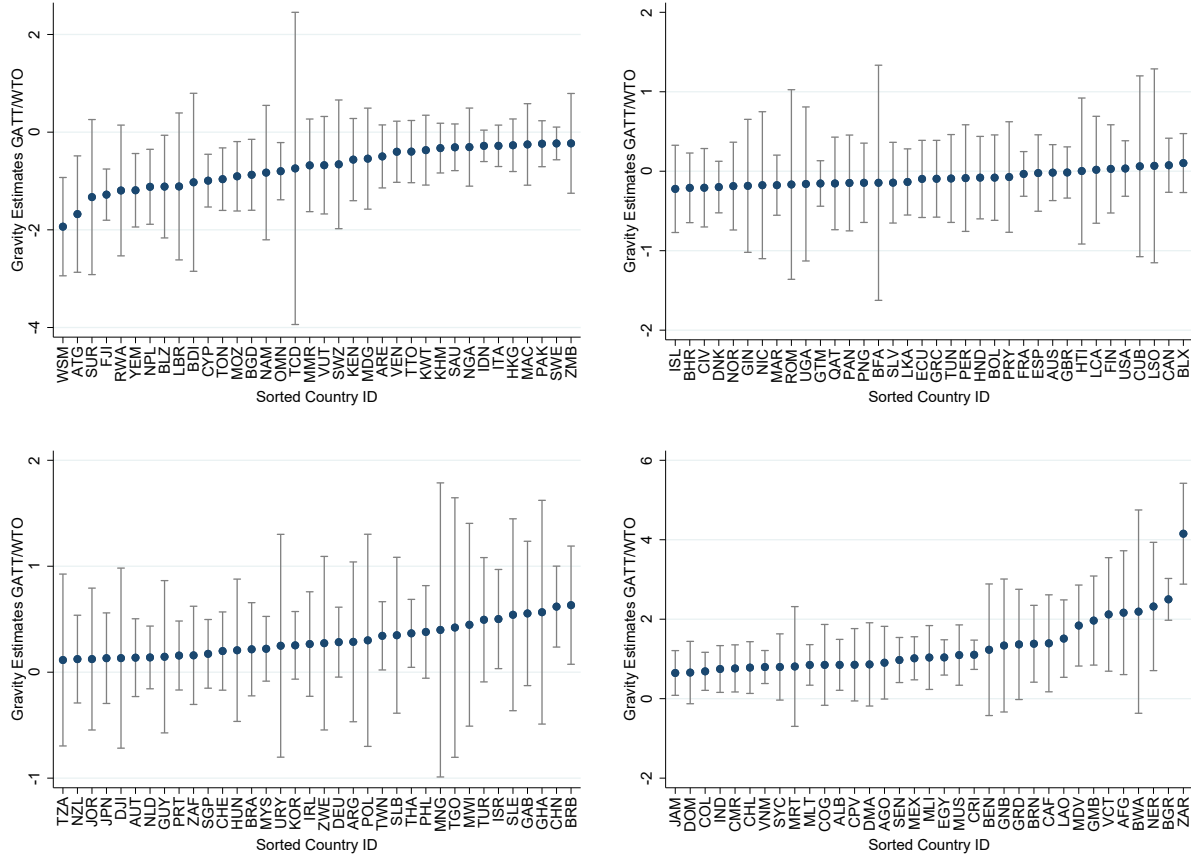 Gravity Estimates GATT/WTO
2
0
-2
-4
WSM ATG SUR FJI RWA YEM NPL BLZ LBR BDI CYP TON MOZ BGD NAM OMN TCD MMR VUT SWZ KEN MDG ARE VEN TTO KWT KHM SAU NGA IDN ITA HKG MAC PAK SWE ZMB
Sorted Country ID
Gravity Estimates GATT/WTO
2
1
0
-1
-2
ISL BHR CIV DNK NOR GIN NIC MAR ROM UGA GTM QAT PAN PNG BFA SLV LKA ECU GRC TUN PER HND BOL PRY FRA ESP AUS GBR HTI LCA FIN USA CUB LSO CAN BLX
Sorted Country ID
Gravity Estimates GATT/WTO
2
1
0
-1
TZA NZL JOR JPN DJI AUT NLD GUY PRT ZAF SGP CHE HUN BRA MYS URY KOR IRL ZWE DEU ARG POL TWN SLB THA PHL MNG TGO MWI TUR ISR SLE GAB GHA CHN BRB
Sorted Country ID
Gravity Estimates GATT/WTO
6
4
2
0
-2
JAM DOM COL IND CMR CHL VNM SYC MRT MLT COG ALB CPV DMA AGO SEN MEX MLI EGY MUS CRI BEN GNB GRD BRN CAF LAO MDV GMB VCT AFG BWA NER BGR ZAR
Sorted Country ID